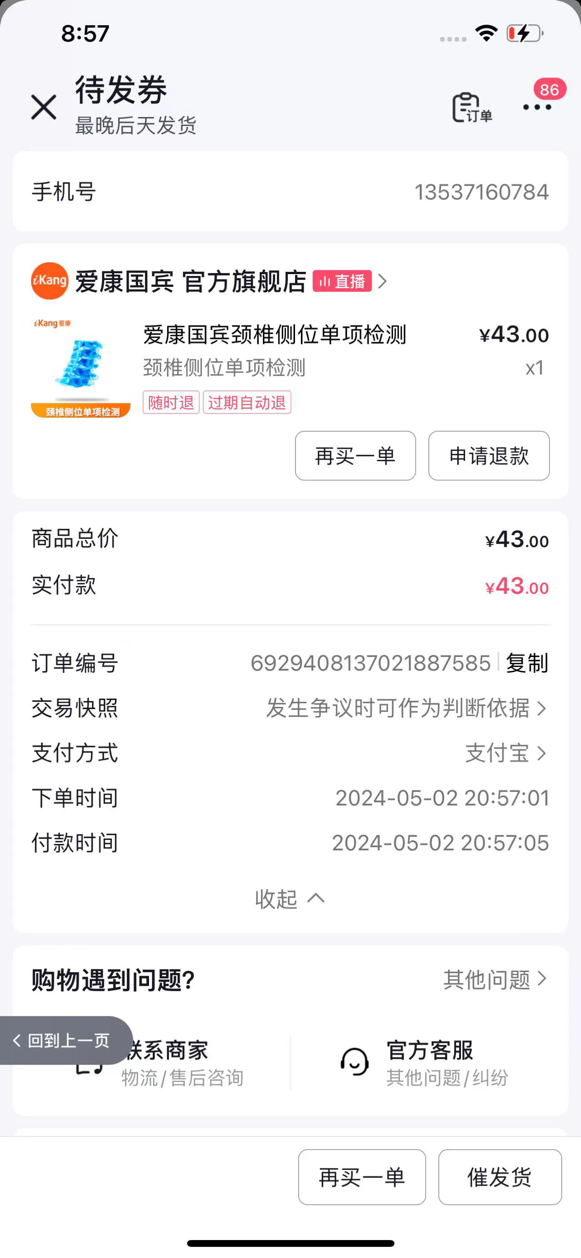 8:57
待发券
最晚后天发货
订单
86
手机号
13537160784
iKang
爱康国宾 官方旗舰店
直播
iKang 爱康
颈椎侧位单项检测
爱康国宾颈椎侧位单项检测
¥43.00
颈椎侧位单项检测
x1
随时退
过期自动退
再买一单
申请退款
商品总价
¥43.00
实付款
¥43.00
订单编号
6929408137021887585
复制
交易快照
发生争议时可作为判断依据
支付方式
支付宝
下单时间
2024-05-02 20:57:01
付款时间
2024-05-02 20:57:05
收起
购物遇到问题?
其他问题
回到上一页
联系商家
物流/售后咨询
官方客服
其他问题/纠纷
再买一单
催发货